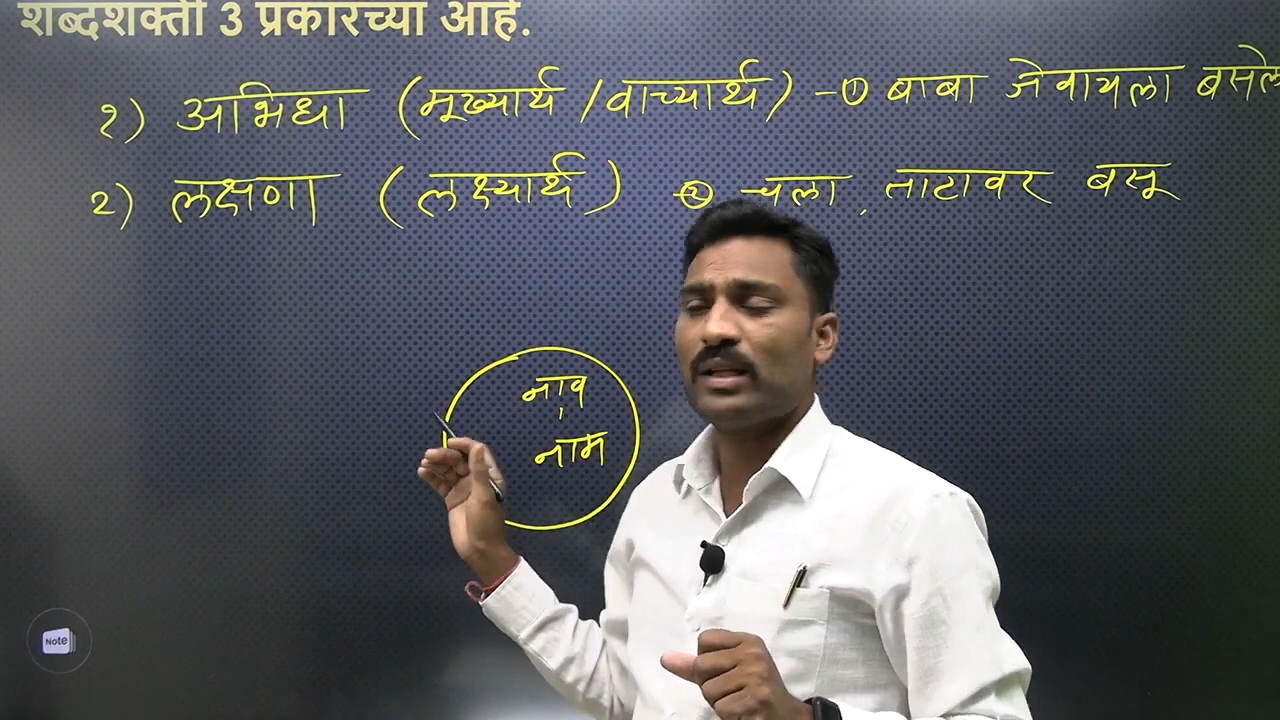 शब्दशक्ती 3 प्रकारच्या आहे.
१) अभिधा (मूख्यार्थ / वाच्यार्थ) - ① बाबा जेवायला बसले
२) लक्षणा (लक्ष्यार्थ) ② चला, ताटावर बसू
नाव
नाम
Note